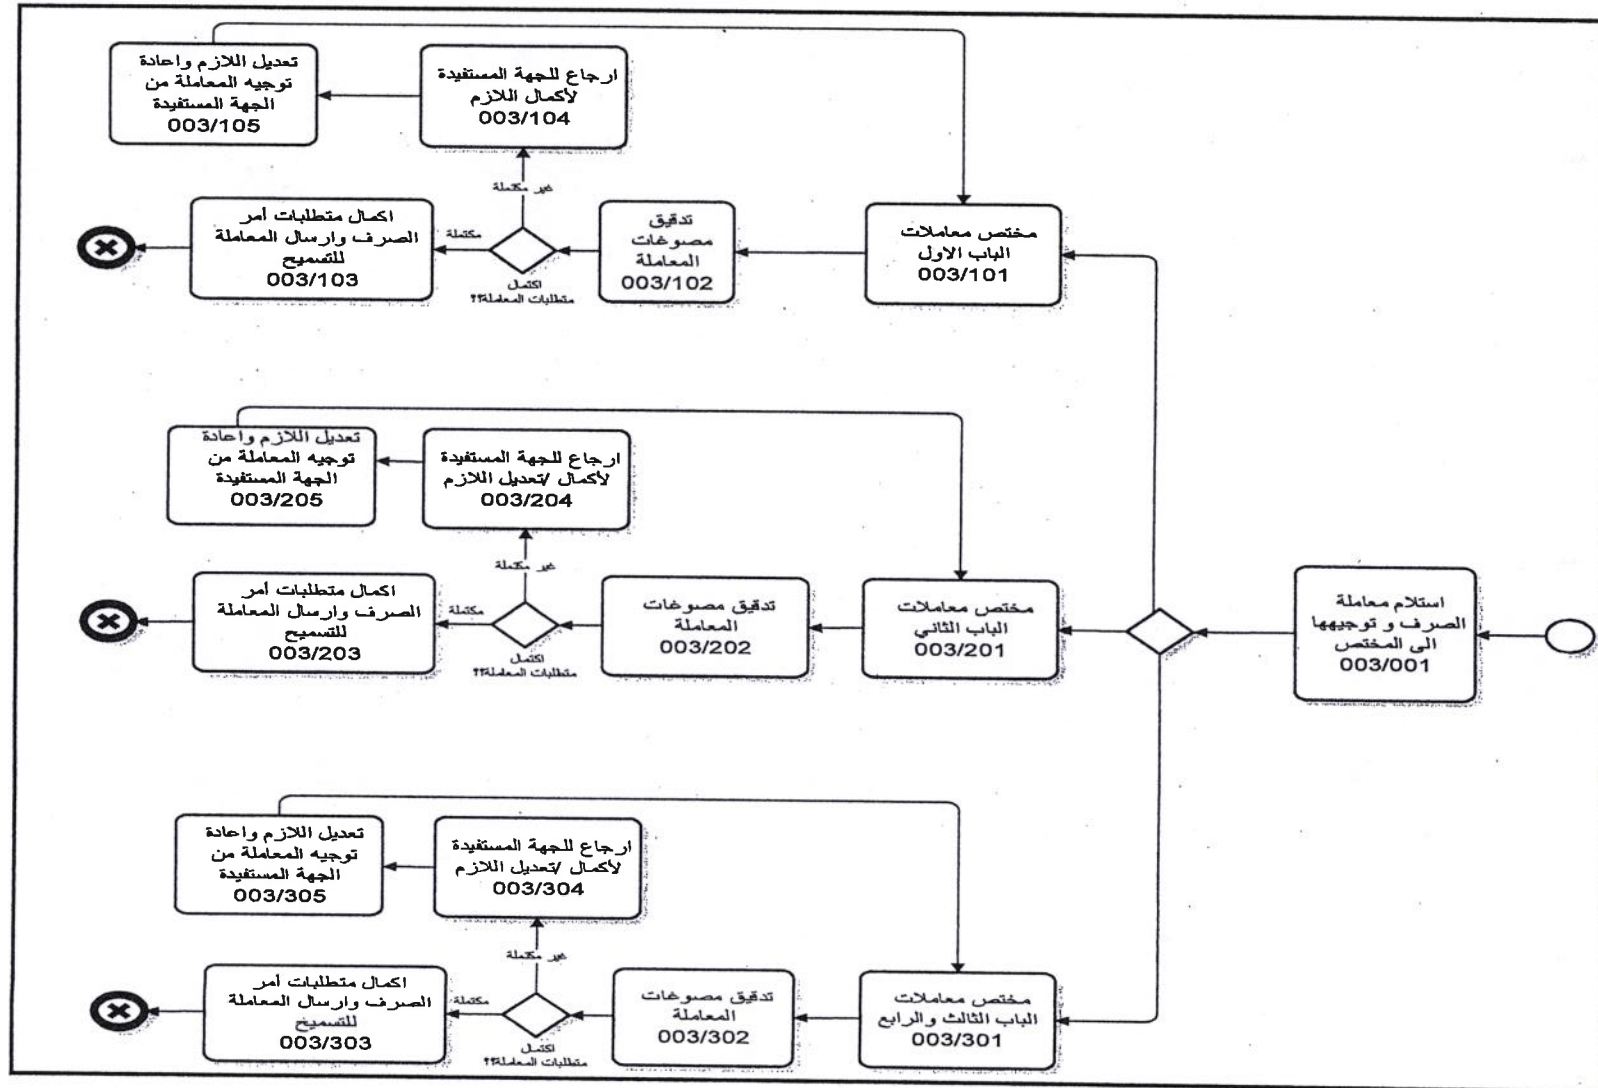 استلام معاملة
الصرف و توجيهها
الى المختص
003/001
مختص معاملات
الباب الاول
003/101
تدقيق
مصوغات
المعاملة
003/102
اكتمال
متطلبات المعاملة؟؟
مكتملة
غير مكتملة
اكمال متطلبات أمر
الصرف وارسال المعاملة
للتسميح
003/103
ارجاع للجهة المستفيدة
لأكمال اللازم
003/104
تعديل اللازم واعادة
توجيه المعاملة من
الجهة المستفيدة
003/105
مختص معاملات
الباب الثاني
003/201
تدقيق مصوغات
المعاملة
003/202
اكتمال
متطلبات المعاملة؟؟
مكتملة
غير مكتملة
اكمال متطلبات أمر
الصرف وارسال المعاملة
للتسميح
003/203
ارجاع للجهة المستفيدة
لأكمال /تعديل اللازم
003/204
تعديل اللازم واعادة
توجيه المعاملة من
الجهة المستفيدة
003/205
مختص معاملات
الباب الثالث والرابع
003/301
تدقيق مصوغات
المعاملة
003/302
اكتمال
متطلبات المعاملة؟؟
مكتملة
غير مكتملة
اكمال متطلبات أمر
الصرف وارسال المعاملة
للتسميح
003/303
ارجاع للجهة المستفيدة
لأكمال /تعديل اللازم
003/304
تعديل اللازم واعادة
توجيه المعاملة من
الجهة المستفيدة
003/305